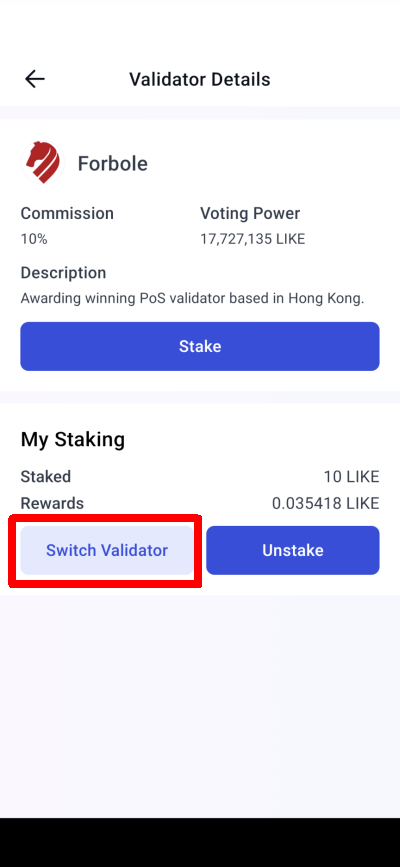 Validator Details
Forbole
Commission Voting Power
10% 17,727,135 LIKE
Description
Awarding winning PoS validator based in Hong Kong.
Stake
My Staking
Staked 10 LIKE
Rewards 0.035418 LIKE
Switch Validator Unstake